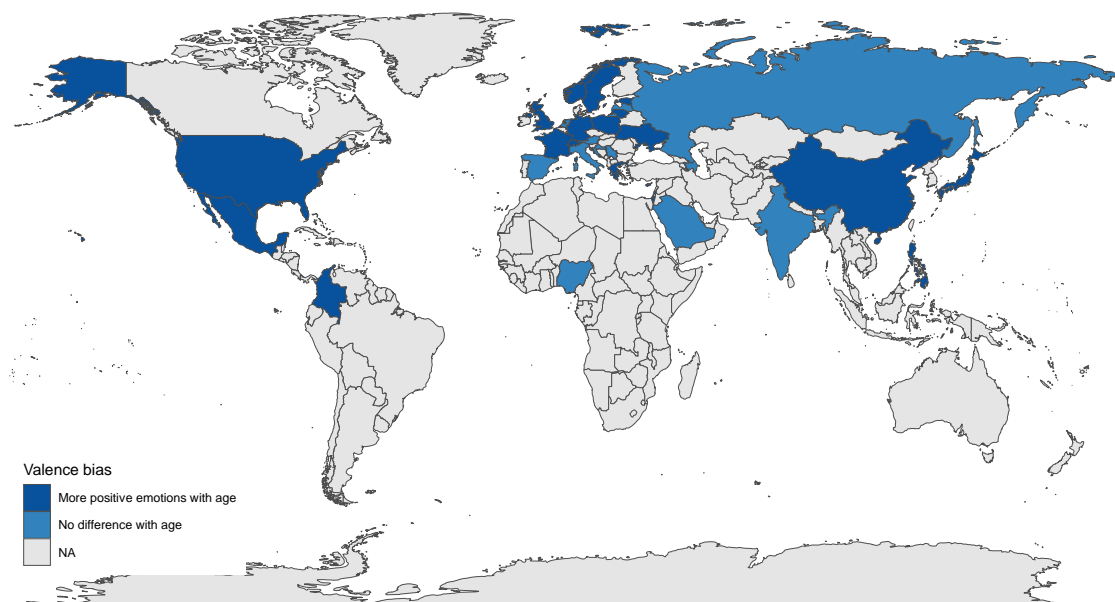 Valence bias
More positive emotions with age
No difference with age
NA